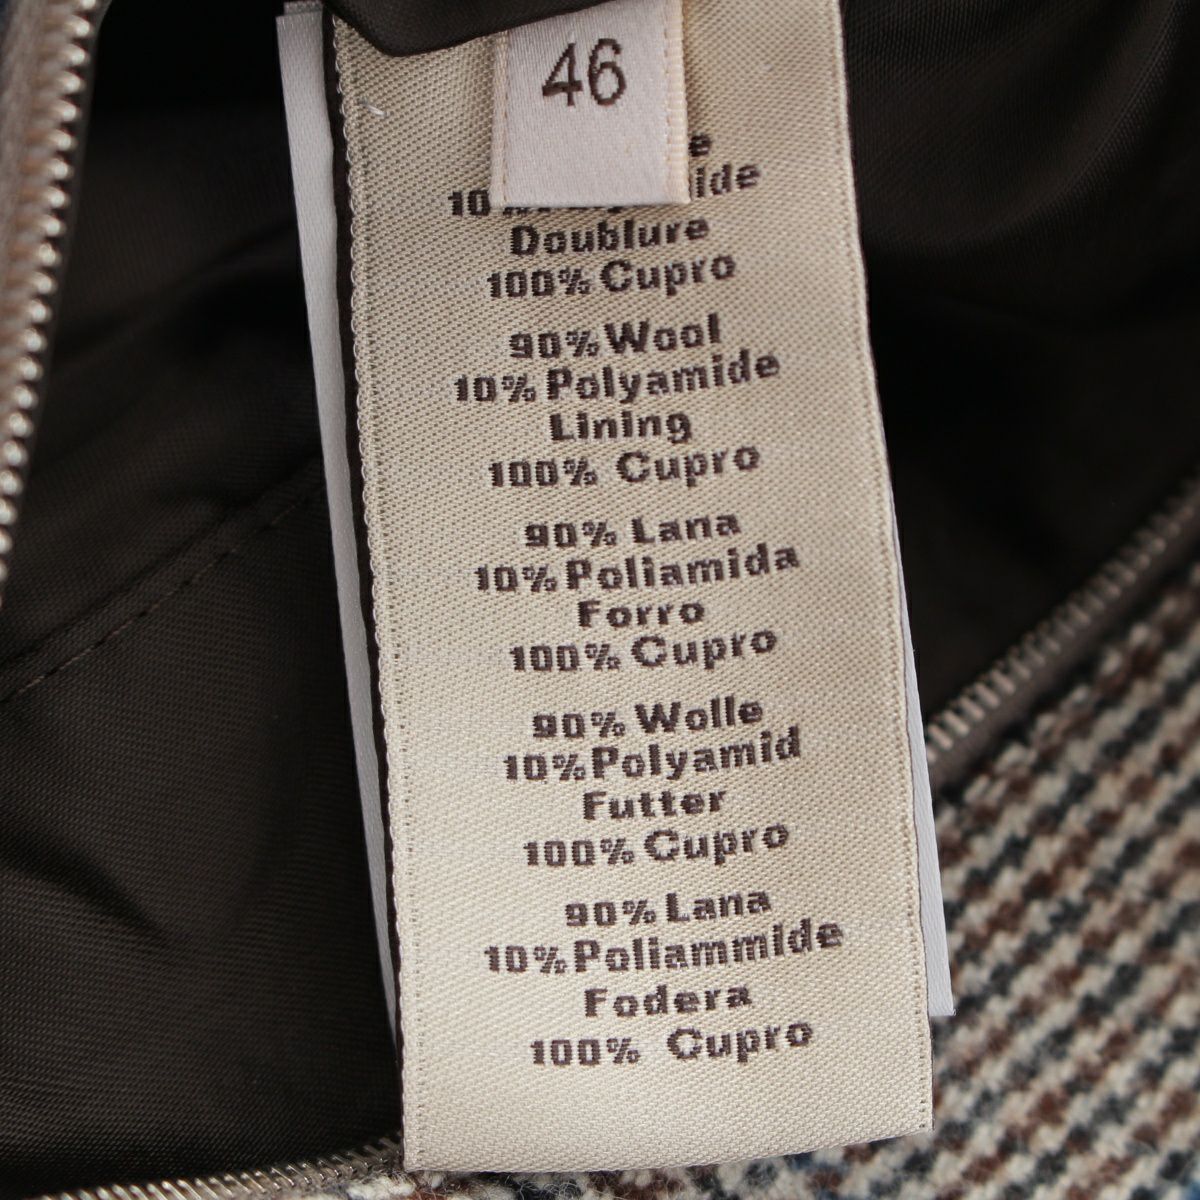 46
10
Doublure
100% Cupro
90% Wool
10% Polyamide
Lining
100% Cupro
90% Lana
10% Poliamida
Forro
100% Cupro
90% Wolle
10% Polyamid
Futter
100% Cupro
90% Lana
10% Poliammide
Fodera
100% Cupro